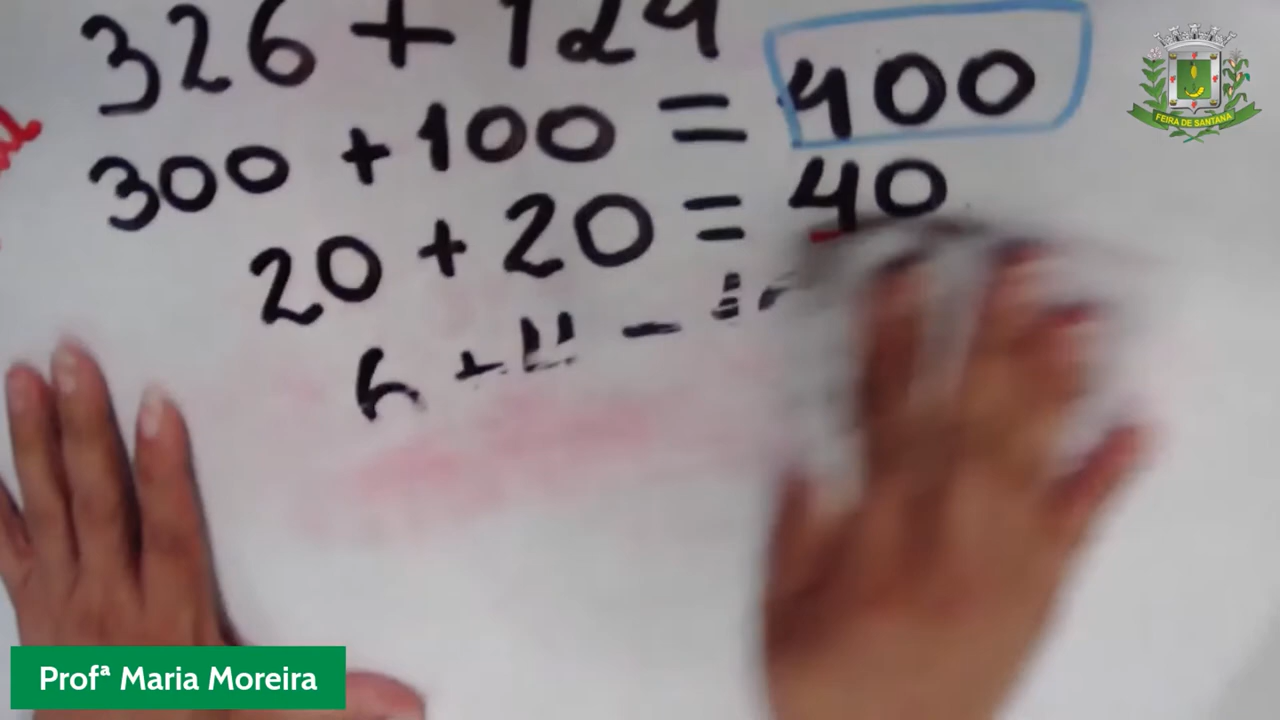 326 + 124
300 + 100 = 400
20 + 20 = 40
FEIRA DE SANTANA
Profª Maria Moreira